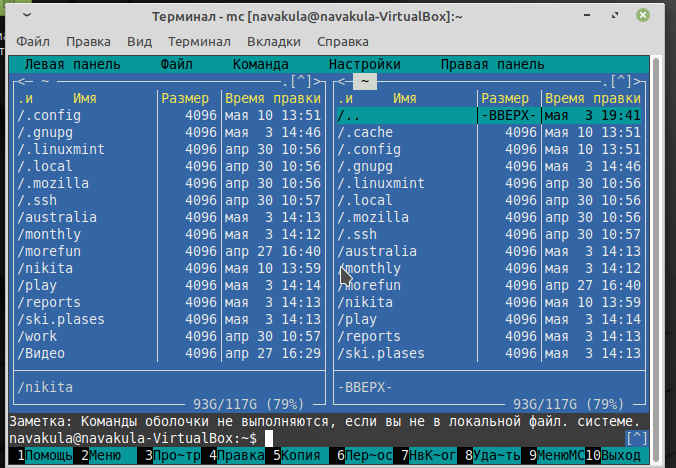 Терминал - mc [navakula@navakula-VirtualBox]:~
Файл Правка Вид Терминал Вкладки Справка
Левая панель Файл Команда Настройки Правая панель
<─ ~ .[^]> <─ ~ .[^]>
.и Имя Размер Время правки .и Имя Размер Время правки
/.config 4096 мая 10 13:51 /.. -ВВЕРХ- мая 3 19:41
/.gnupg 4096 мая 3 14:46 /.cache 4096 мая 10 13:51
/.linuxmint 4096 апр 30 10:56 /.config 4096 мая 10 13:51
/.local 4096 апр 30 10:56 /.gnupg 4096 мая 3 14:46
/.mozilla 4096 апр 30 10:56 /.linuxmint 4096 апр 30 10:56
/.ssh 4096 апр 30 10:57 /.local 4096 апр 30 10:56
/australia 4096 мая 3 14:13 /.mozilla 4096 апр 30 10:56
/monthly 4096 мая 3 14:12 /.ssh 4096 апр 30 10:57
/morefun 4096 апр 27 16:40 /australia 4096 мая 3 14:13
/nikita 4096 мая 10 13:59 /monthly 4096 мая 3 14:12
/play 4096 мая 3 14:14 /morefun 4096 апр 27 16:40
/reports 4096 мая 3 14:13 /nikita 4096 мая 10 13:59
/ski.plases 4096 мая 3 14:13 /play 4096 мая 3 14:14
/work 4096 апр 30 10:57 /reports 4096 мая 3 14:13
/Видео 4096 апр 27 16:29 /ski.plases 4096 мая 3 14:13
/nikita -ВВЕРХ-
93G/117G (79%) 93G/117G (79%)
Заметка: Команды оболочки не выполняются, если вы не в локальной файл. системе.
navakula@navakula-VirtualBox:~$ [^]
1Помощь 2Меню 3Про~тр 4Правка 5Копия 6Пер~ос 7НвК~ог 8Уда~ть 9МенюMC 10Выход